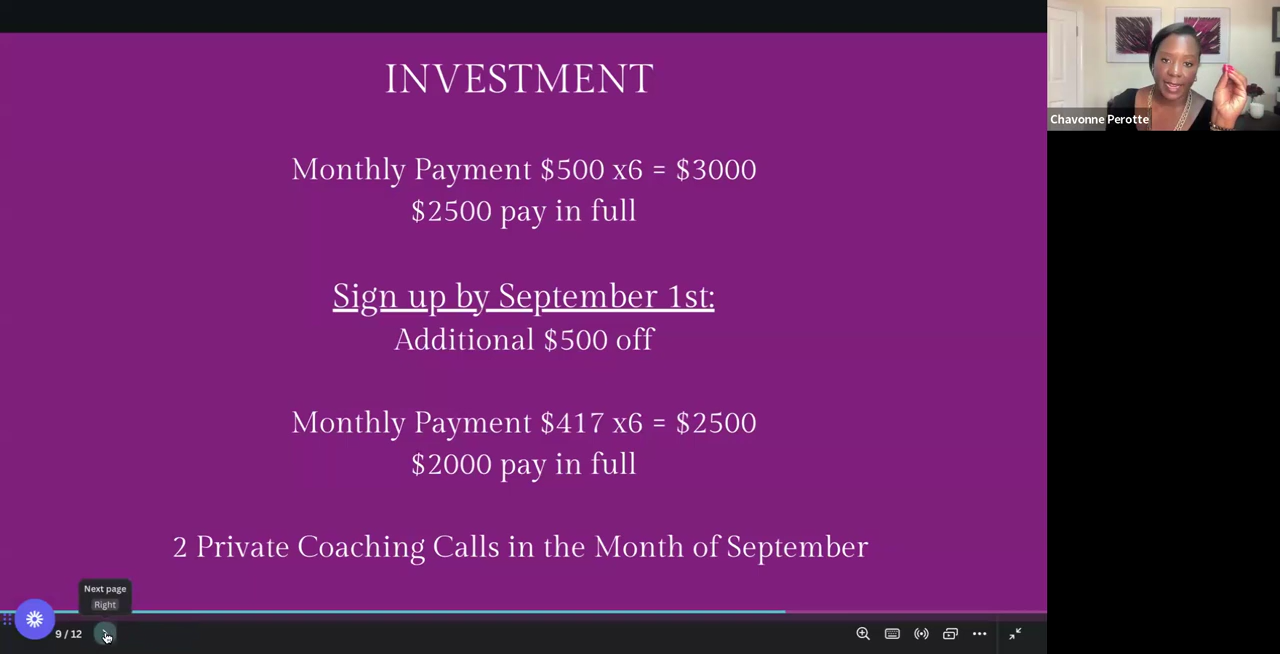 INVESTMENT
Monthly Payment $500 x6 = $3000
$2500 pay in full
Sign up by September 1st:
Additional $500 off
Monthly Payment $417 x6 = $2500
$2000 pay in full
2 Private Coaching Calls in the Month of September
Chavonne Perotte
Next page
Right
9 / 12